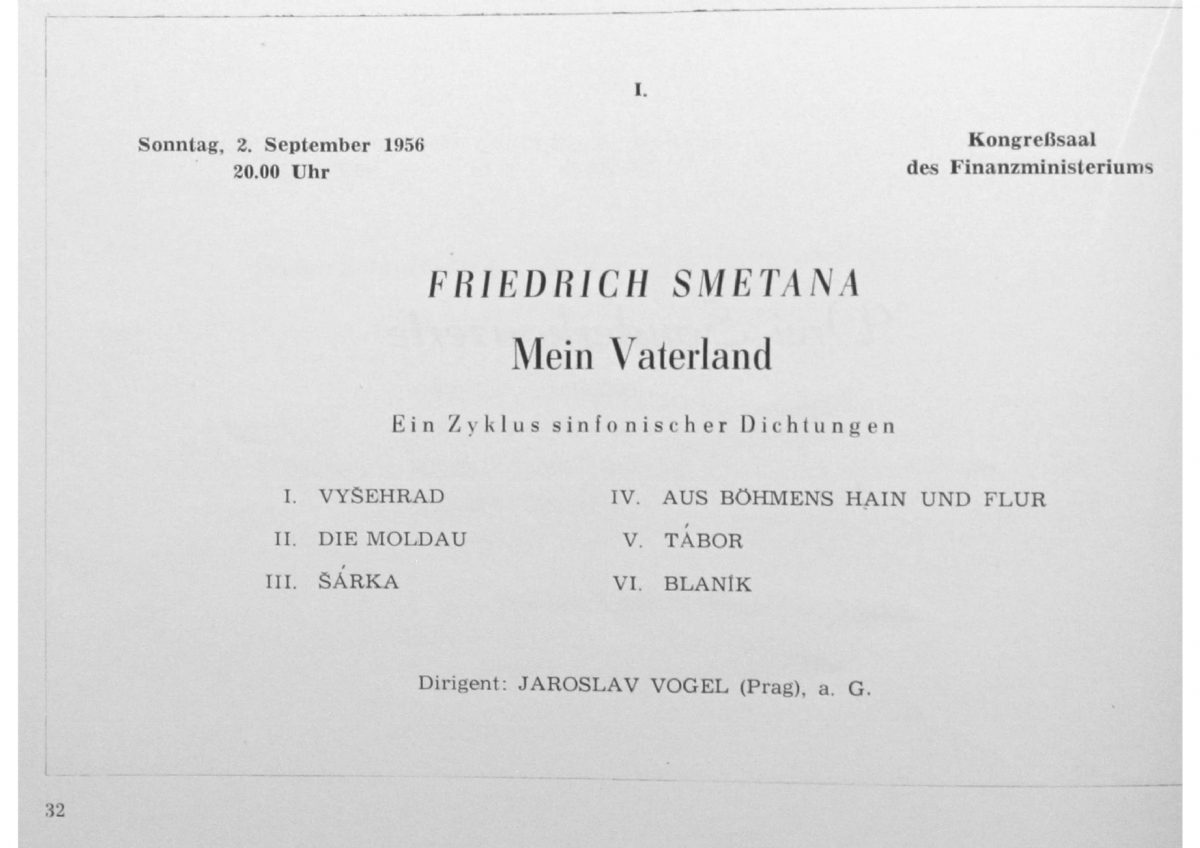 I.
Sonntag, 2. September 1956
20.00 Uhr
Kongreßsaal
des Finanzministeriums
FRIEDRICH SMETANA
Mein Vaterland
Ein Zyklus sinfonischer Dichtungen
I. VYŠEHRAD
II. DIE MOLDAU
III. ŠÁRKA
IV. AUS BÖHMENS HAIN UND FLUR
V. TÁBOR
VI. BLANÍK
Dirigent: JAROSLAV VOGEL (Prag), a. G.
32